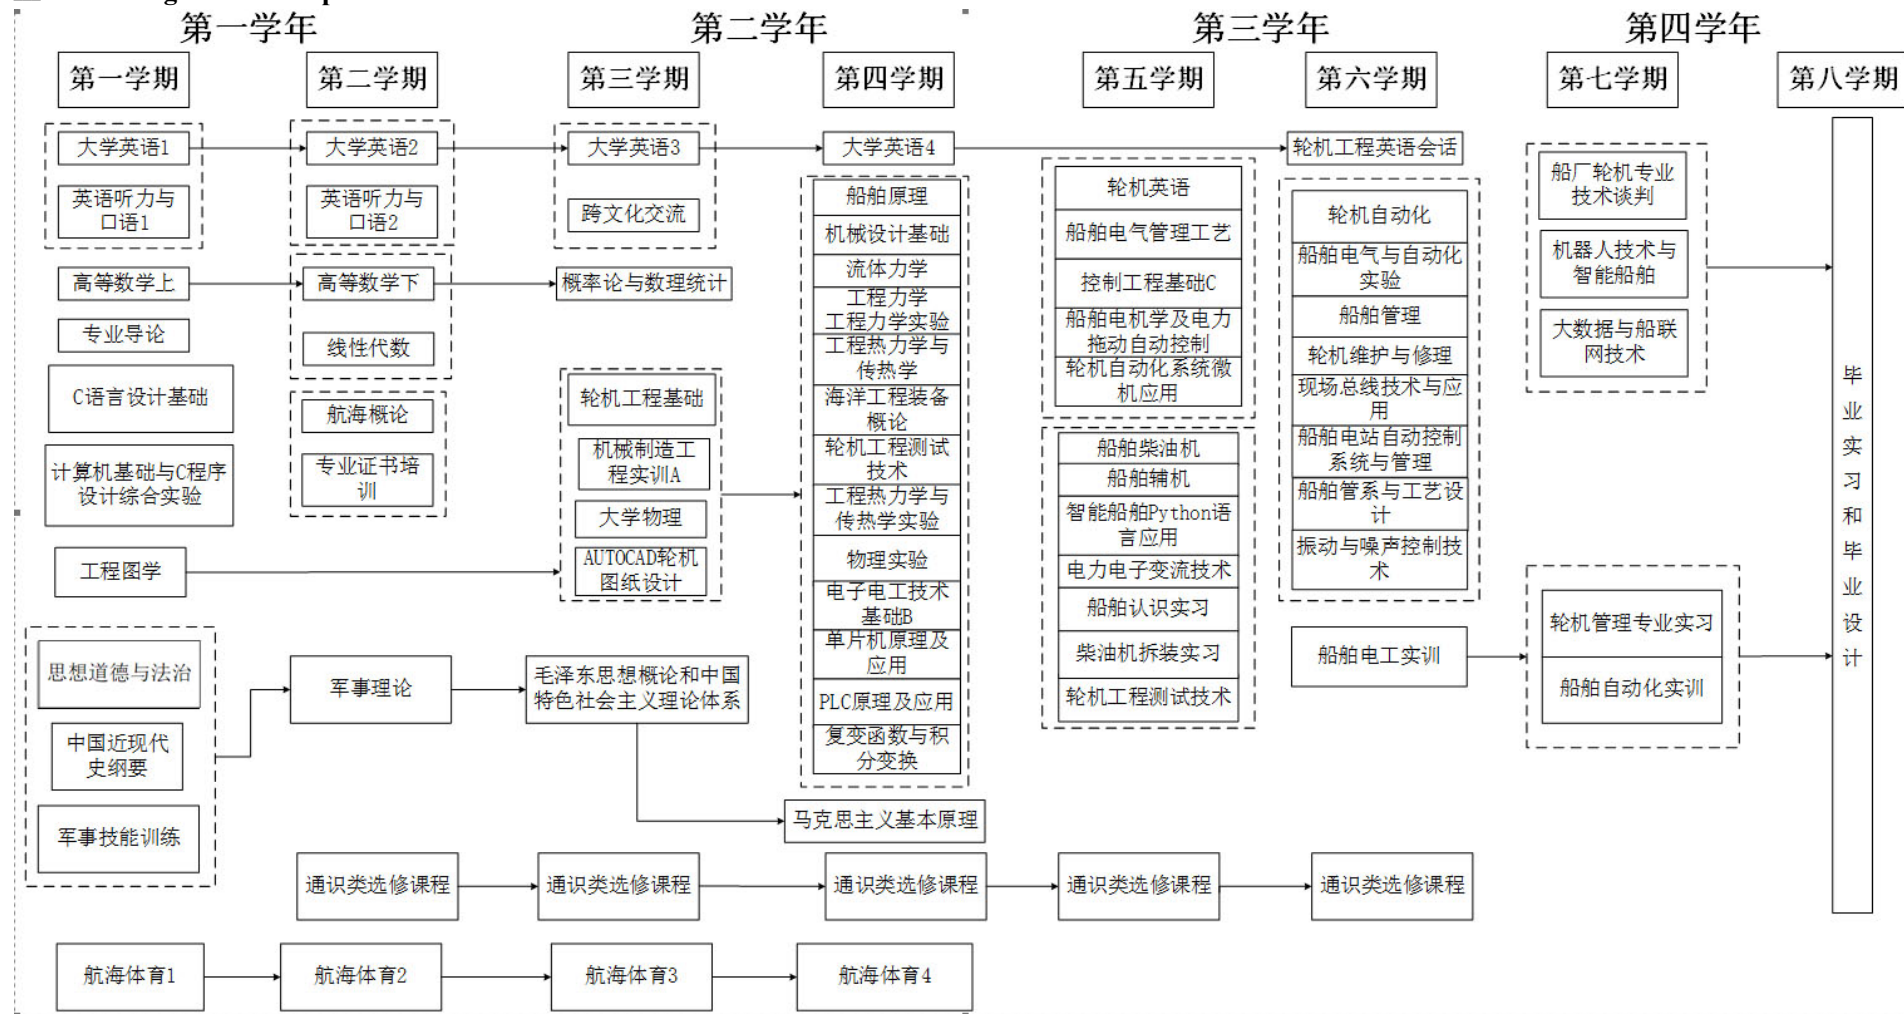 第一学年
第二学年
第三学年
第四学年
第一学期
第二学期
第三学期
第四学期
第五学期
第六学期
第七学期
第八学期
大学英语1
英语听力与
口语1
高等数学上
专业导论
C语言设计基础
计算机基础与C程序
设计综合实验
工程图学
思想道德与法治
中国近现代
史纲要
军事技能训练
航海体育1
大学英语2
英语听力与
口语2
高等数学下
线性代数
航海概论
专业证书培
训
军事理论
通识类选修课程
航海体育2
大学英语3
跨文化交流
概率论与数理统计
轮机工程基础
机械制造工
程实训A
大学物理
AUTOCAD轮机
图纸设计
毛泽东思想概论和中国
特色社会主义理论体系
通识类选修课程
航海体育3
大学英语4
船舶原理
机械设计基础
流体力学
工程力学
工程力学实验
工程热力学与
传热学
海洋工程装备
概论
轮机工程测试
技术
工程热力学与
传热学实验
物理实验
电子电工技术
基础B
单片机原理及
应用
PLC原理及应用
复变函数与积
分变换
马克思主义基本原理
通识类选修课程
航海体育4
轮机英语
船舶电气管理工艺
控制工程基础C
船舶电机学及电力
拖动自动控制
轮机自动化系统微
机应用
船舶柴油机
船舶辅机
智能船舶Python语
言应用
电力电子变流技术
船舶认识实习
柴油机拆装实习
轮机工程测试技术
通识类选修课程
轮机工程英语会话
轮机自动化
船舶电气与自动化
实验
船舶管理
轮机维护与修理
现场总线技术与应
用
船舶电站自动控制
系统与管理
船舶管系与工艺设
计
振动与噪声控制技
术
船舶电工实训
通识类选修课程
船厂轮机专业
技术谈判
机器人技术与
智能船舶
大数据与船联
网技术
轮机管理专业实习
船舶自动化实训
毕业实习和毕业设计